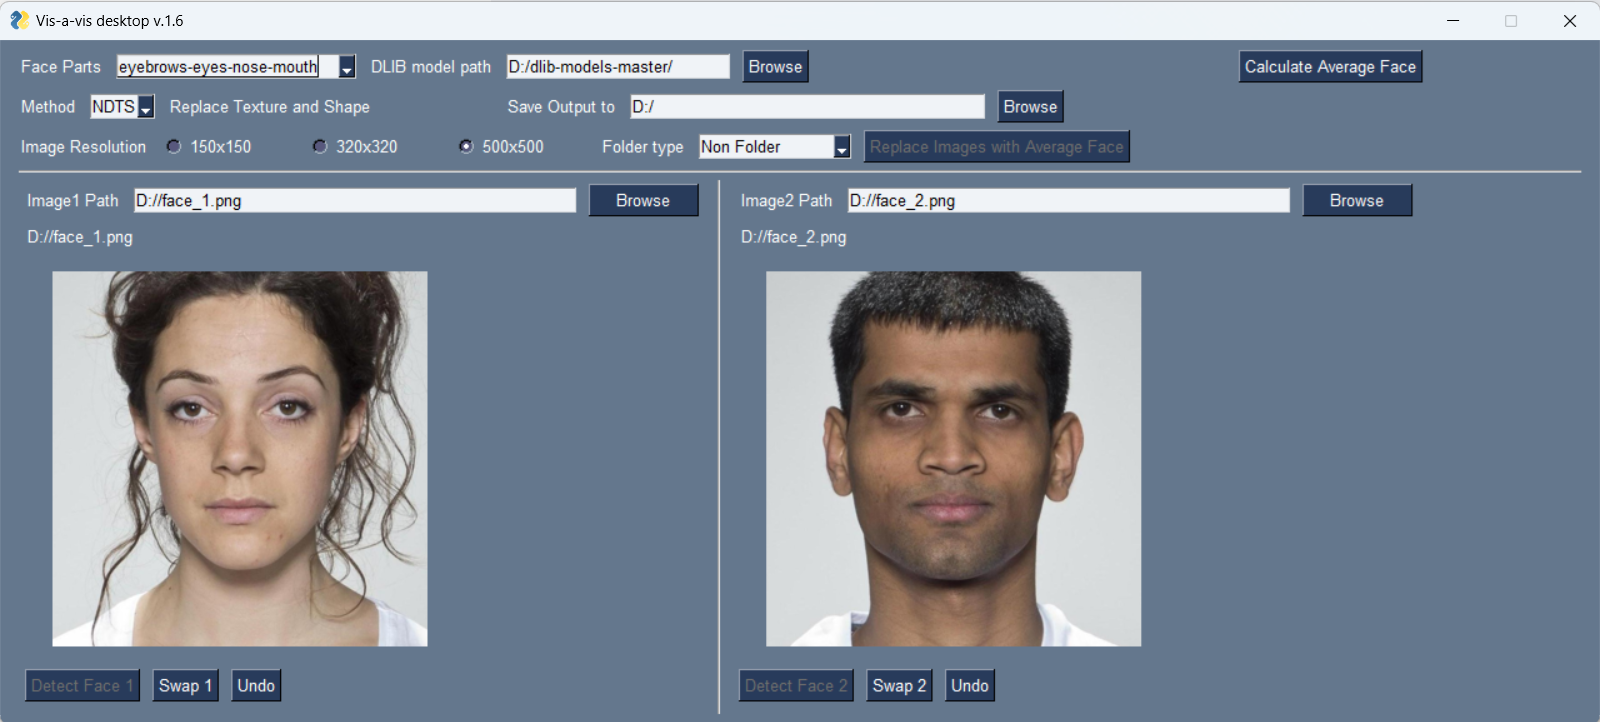 Vis-a-vis desktop v.1.6
Face Parts eyebrows-eyes-nose-mouth DLIB model path D:/dlib-models-master/ Browse Calculate Average Face
Method NDTS Replace Texture and Shape Save Output to D:/ Browse
Image Resolution 150x150 320x320 500x500 Folder type Non Folder Replace Images with Average Face
Image1 Path D://face_1.png Browse
D://face_1.png
Detect Face 1 Swap 1 Undo
Image2 Path D://face_2.png Browse
D://face_2.png
Detect Face 2 Swap 2 Undo